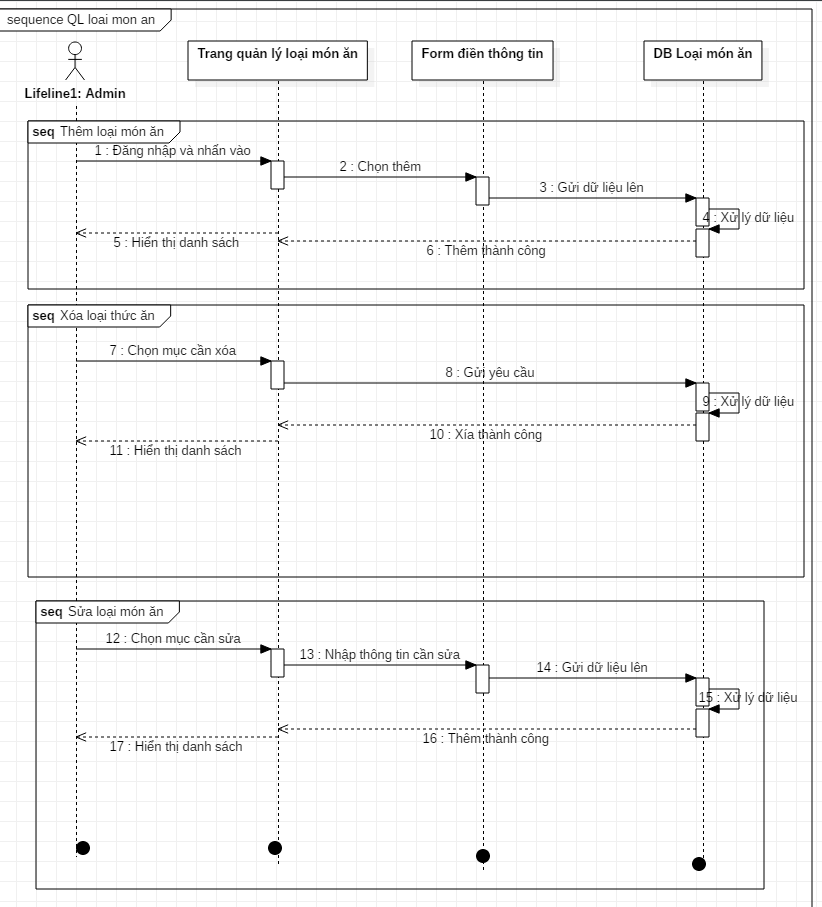 sequence QL loai mon an
Lifeline1: Admin
Trang quản lý loại món ăn
Form điền thông tin
DB Loại món ăn
seq Thêm loại món ăn
1 : Đăng nhập và nhấn vào
2 : Chọn thêm
3 : Gửi dữ liệu lên
4 : Xử lý dữ liệu
5 : Hiển thị danh sách
6 : Thêm thành công
seq Xóa loại thức ăn
7 : Chọn mục cần xóa
8 : Gửi yêu cầu
9 : Xử lý dữ liệu
10 : Xía thành công
11 : Hiển thị danh sách
seq Sửa loại món ăn
12 : Chọn mục cần sửa
13 : Nhập thông tin cần sửa
14 : Gửi dữ liệu lên
15 : Xử lý dữ liệu
16 : Thêm thành công
17 : Hiển thị danh sách